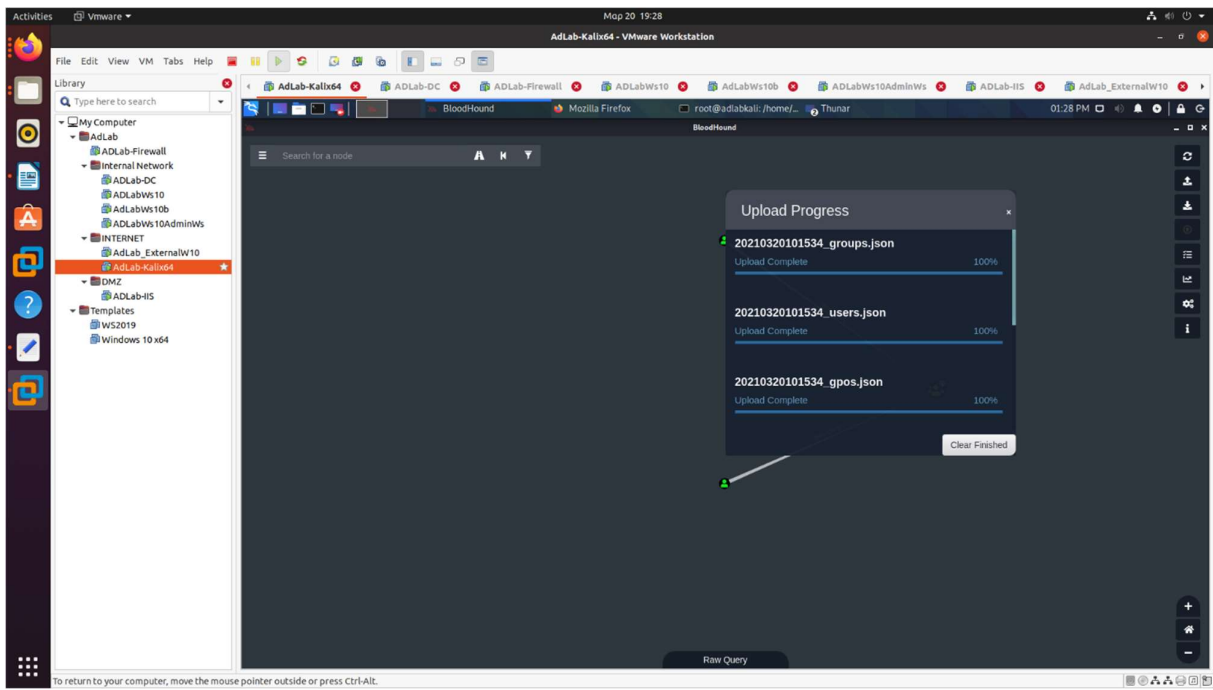 Activities
Vmware
Мар 20 19:28
AdLab-Kalix64 - VMware Workstation
File Edit View VM Tabs Help
Library
Type here to search
My Computer
AdLab
ADLab-Firewall
Internal Network
ADLab-DC
ADLabWs10
AdLabWs10b
ADLabWs10AdminWs
INTERNET
AdLab_ExternalW10
AdLab-Kalix64
DMZ
ADLab-IIS
Templates
WS2019
Windows 10 x64
AdLab-Kalix64
ADLab-DC
ADLab-Firewall
ADLabWs10
AdLabWs10b
ADLabWs10AdminWs
ADLab-IIS
AdLab_ExternalW10
BloodHound
Mozilla Firefox
root@adlabkali: /home/...
Thunar
01:28 PM
BloodHound
Search for a node
Upload Progress
20210320101534_groups.json
Upload Complete 100%
20210320101534_users.json
Upload Complete 100%
20210320101534_gpos.json
Upload Complete 100%
Clear Finished
Raw Query
To return to your computer, move the mouse pointer outside or press Ctrl-Alt.